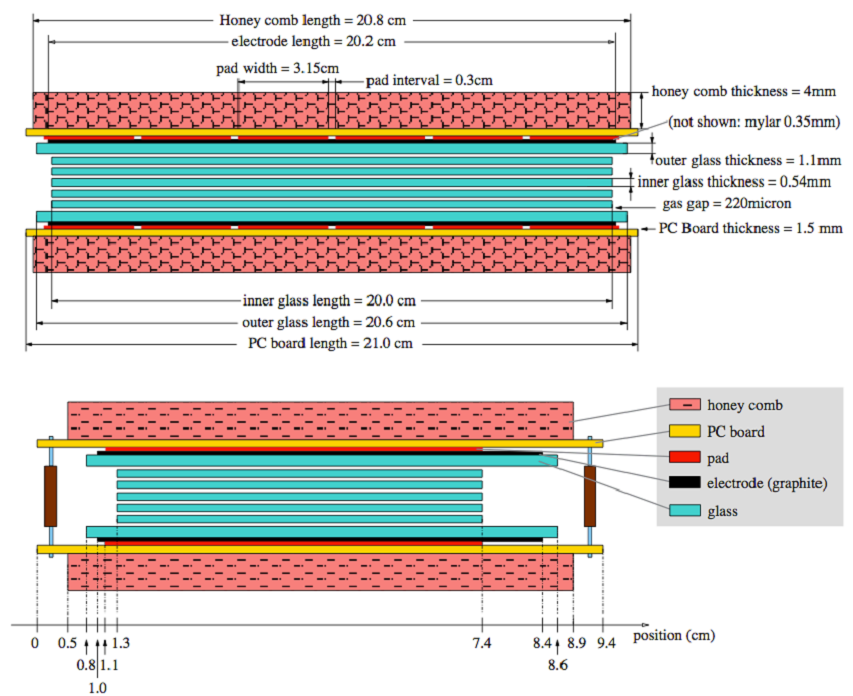 Honey comb length = 20.8 cm
electrode length = 20.2 cm
pad width = 3.15cm
pad interval = 0.3cm
honey comb thickness = 4mm
(not shown: mylar 0.35mm)
outer glass thickness = 1.1mm
inner glass thickness = 0.54mm
gas gap = 220micron
PC Board thickness = 1.5 mm
inner glass length = 20.0 cm
outer glass length = 20.6 cm
PC board length = 21.0 cm
honey comb
PC board
pad
electrode (graphite)
glass
0 0.5 1.3 7.4 8.4 8.9 9.4 position (cm)
0.8 1.1 8.6
1.0